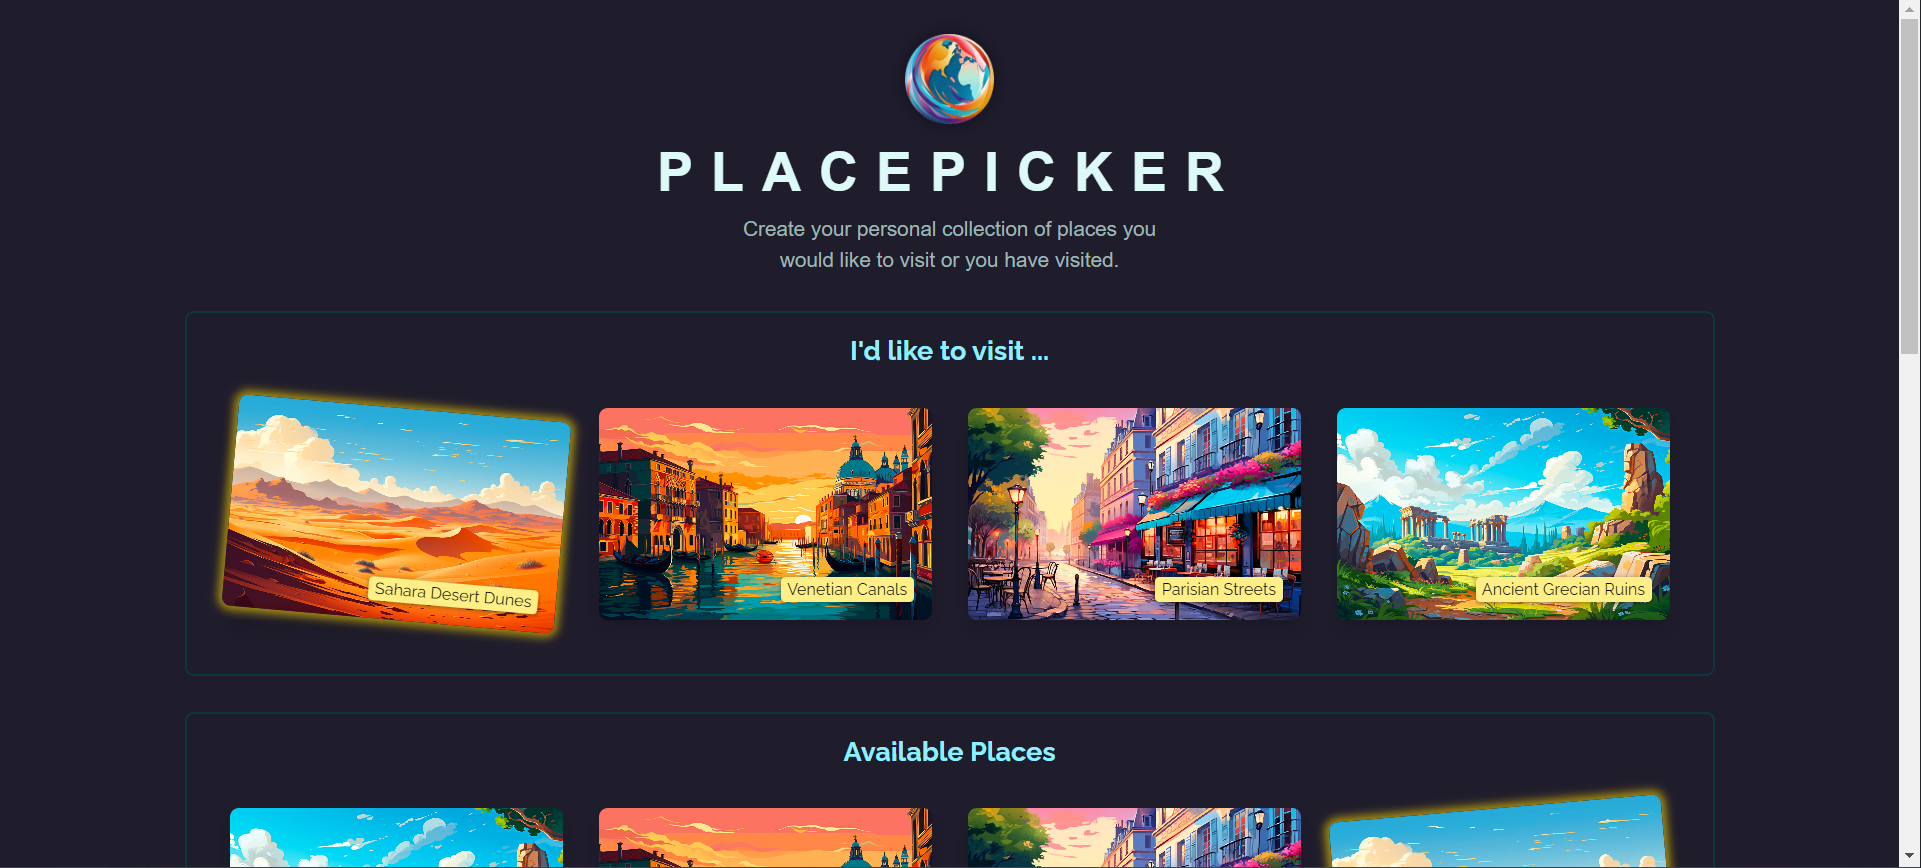 PLACEPICKER
Create your personal collection of places you
would like to visit or you have visited.
I'd like to visit ...
Sahara Desert Dunes
Venetian Canals
Parisian Streets
Ancient Grecian Ruins
Available Places